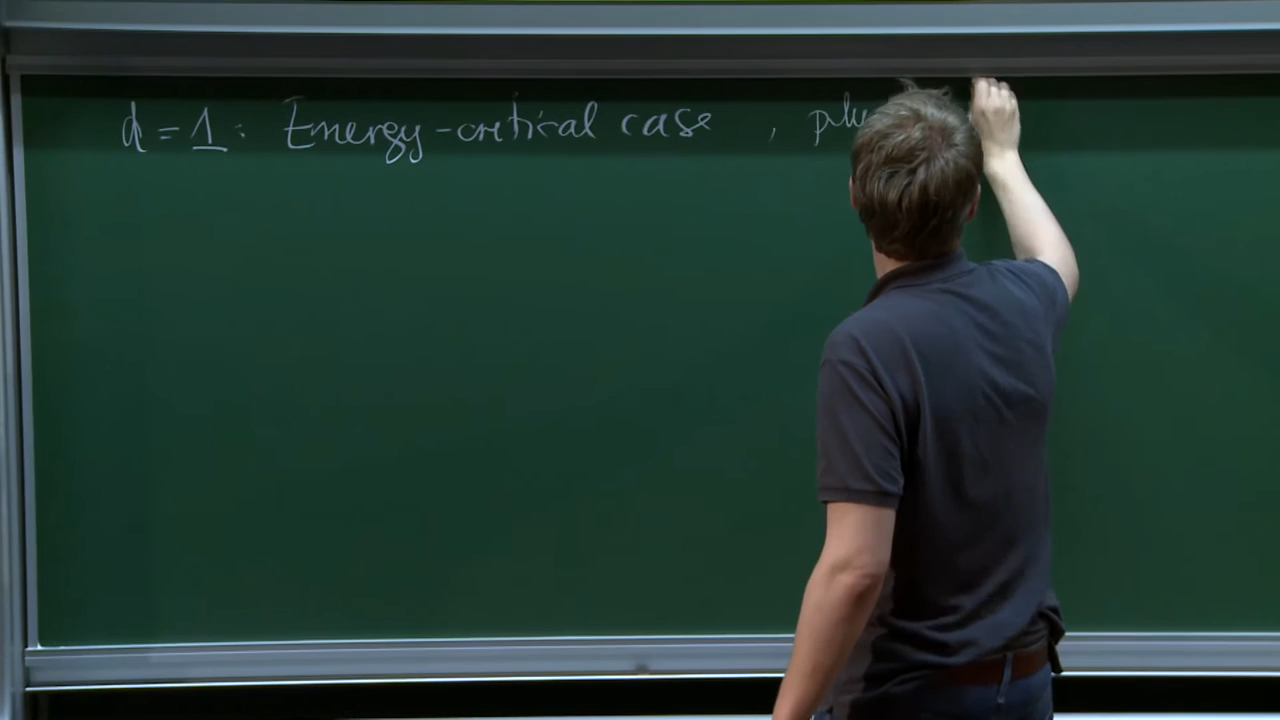 d = 1 : Energy-critical case ,